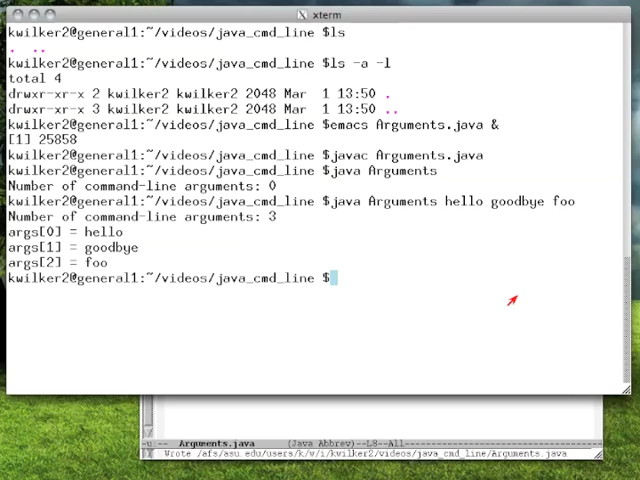 xterm
kwilker2@general1:~/videos/java_cmd_line $ls
. ..
kwilker2@general1:~/videos/java_cmd_line $ls -a -l
total 4
drwxr-xr-x 2 kwilker2 kwilker2 2048 Mar  1 13:50 .
drwxr-xr-x 3 kwilker2 kwilker2 2048 Mar  1 13:50 ..
kwilker2@general1:~/videos/java_cmd_line $emacs Arguments.java &
[1] 25858
kwilker2@general1:~/videos/java_cmd_line $javac Arguments.java
kwilker2@general1:~/videos/java_cmd_line $java Arguments
Number of command-line arguments: 0
kwilker2@general1:~/videos/java_cmd_line $java Arguments hello goodbye foo
Number of command-line arguments: 3
args[0] = hello
args[1] = goodbye
args[2] = foo
kwilker2@general1:~/videos/java_cmd_line $
-u:-- Arguments.java (Java Abbrev)--L8--All--------------------
Wrote /afs/asu.edu/users/k/w/i/kwilker2/videos/java_cmd_line/Arguments.java